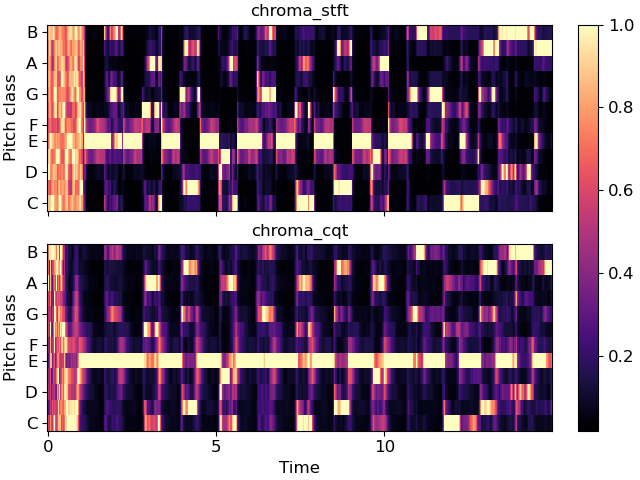 chroma_stft
Pitch class
B
A
G
F
E
D
C
1.0
0.8
0.6
0.4
0.2
chroma_cqt
Pitch class
B
A
G
F
E
D
C
0
5
10
Time